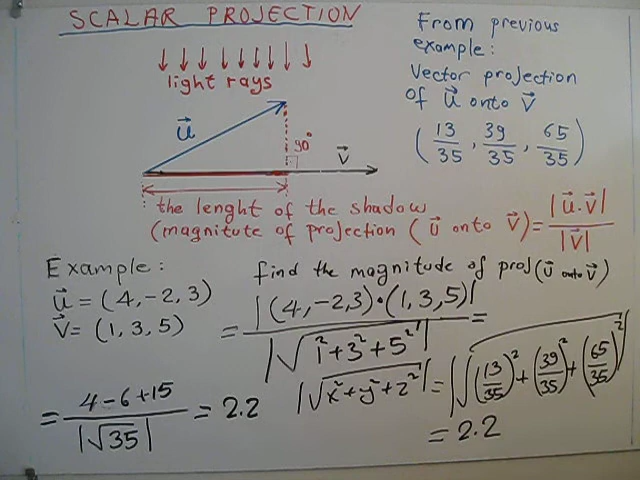 SCALAR PROJECTION
light rays
u⃗
90°
v⃗
From previous
example:
Vector projection
of u⃗ onto v⃗
(13/35, 39/35, 65/35)
: the lenght of the shadow
(magnitute of projection (u⃗ onto v⃗) = |u⃗·v⃗| / |v⃗|
Example:
u⃗ = (4, -2, 3)
v⃗ = (1, 3, 5)
find the magnitude of proj(u⃗ onto v⃗)
= |(4, -2, 3)·(1, 3, 5)| / |√1²+3²+5²| =
= 4-6+15 / |√35| = 2.2
|√x²+y²+z²| = |√(13/35)²+(39/35)²+(65/35)²|
= 2.2